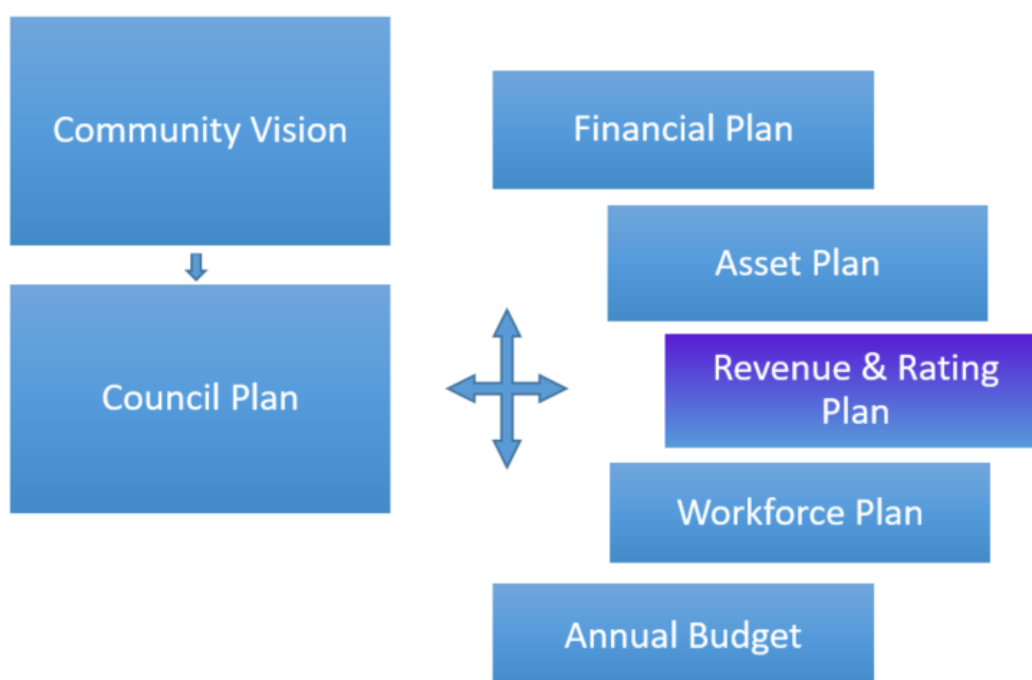 Community Vision
Council Plan
Financial Plan
Asset Plan
Revenue & Rating
Plan
Workforce Plan
Annual Budget